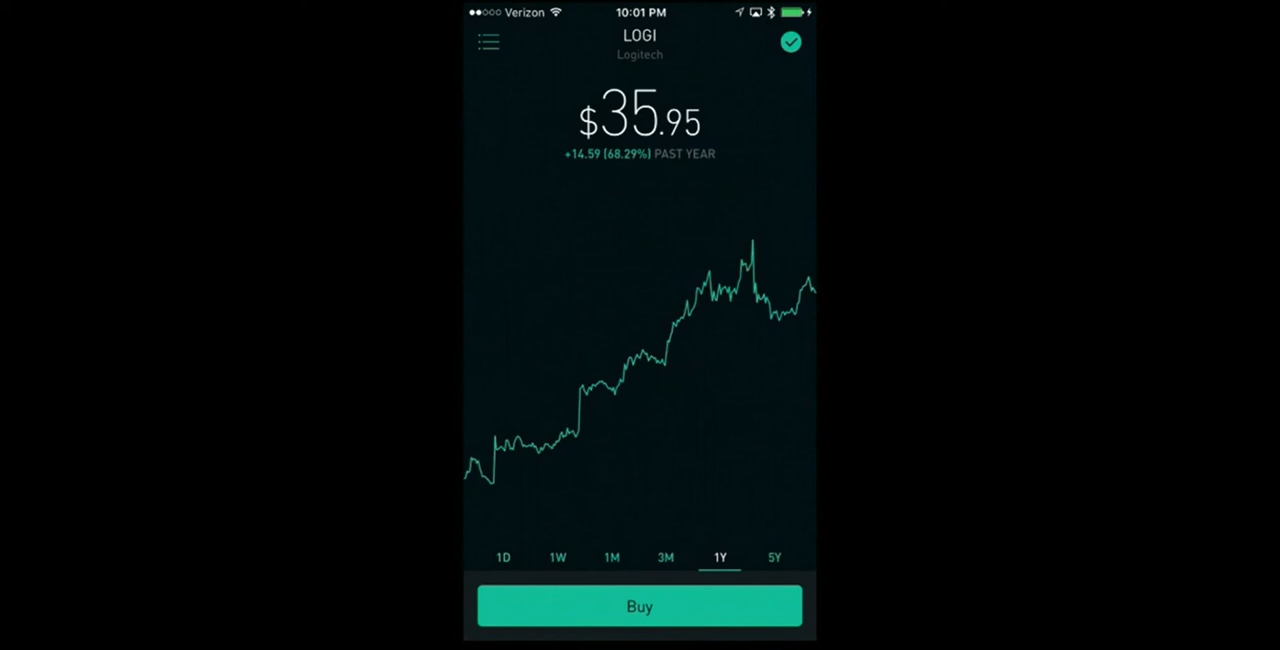 Verizon 10:01 PM
LOGI
Logitech
$35.95
+14.59 (68.29%) PAST YEAR
1D 1W 1M 3M 1Y 5Y
Buy